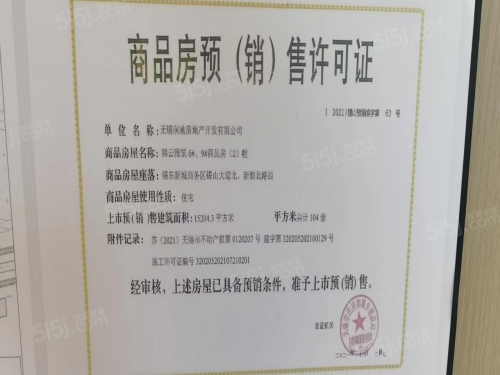 商品房预（销）售许可证
（2021）锡山预销准字第 63 号
单位名称：无锡润瀚房地产开发有限公司
商品房屋名称：锡云雅筑 6#、9#商品房（2）幢
商品房屋座落：锡东新城商务区锡山大道北、新韵北路西
商品房屋使用性质：住宅
上市预（销）售建筑面积：15204.3 平方米 平方米共计 104 套
附件记录：苏（2021）无锡市不动产权第 0120207 号 建字第 320205202100129 号
施工许可证编号 320205202107210201
经审核，上述房屋已具备预销条件，准予上市预（销）售。
发证机关
5i5j.com